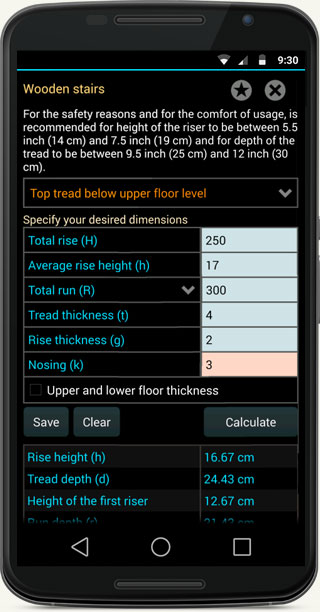 9:30
Wooden stairs
For the safety reasons and for the comfort of usage, is
recommended for height of the riser to be between 5.5
inch (14 cm) and 7.5 inch (19 cm) and for depth of the
tread to be between 9.5 inch (25 cm) and 12 inch (30
cm).
Top tread below upper floor level
Specify your desired dimensions
Total rise (H) 250
Average rise height (h) 17
Total run (R) 300
Tread thickness (t) 4
Rise thickness (g) 2
Nosing (k) 3
Upper and lower floor thickness
Save Clear Calculate
Rise height (h) 16.67 cm
Tread depth (d) 24.43 cm
Height of the first riser 12.67 cm
Run depth (r) 21.43 cm